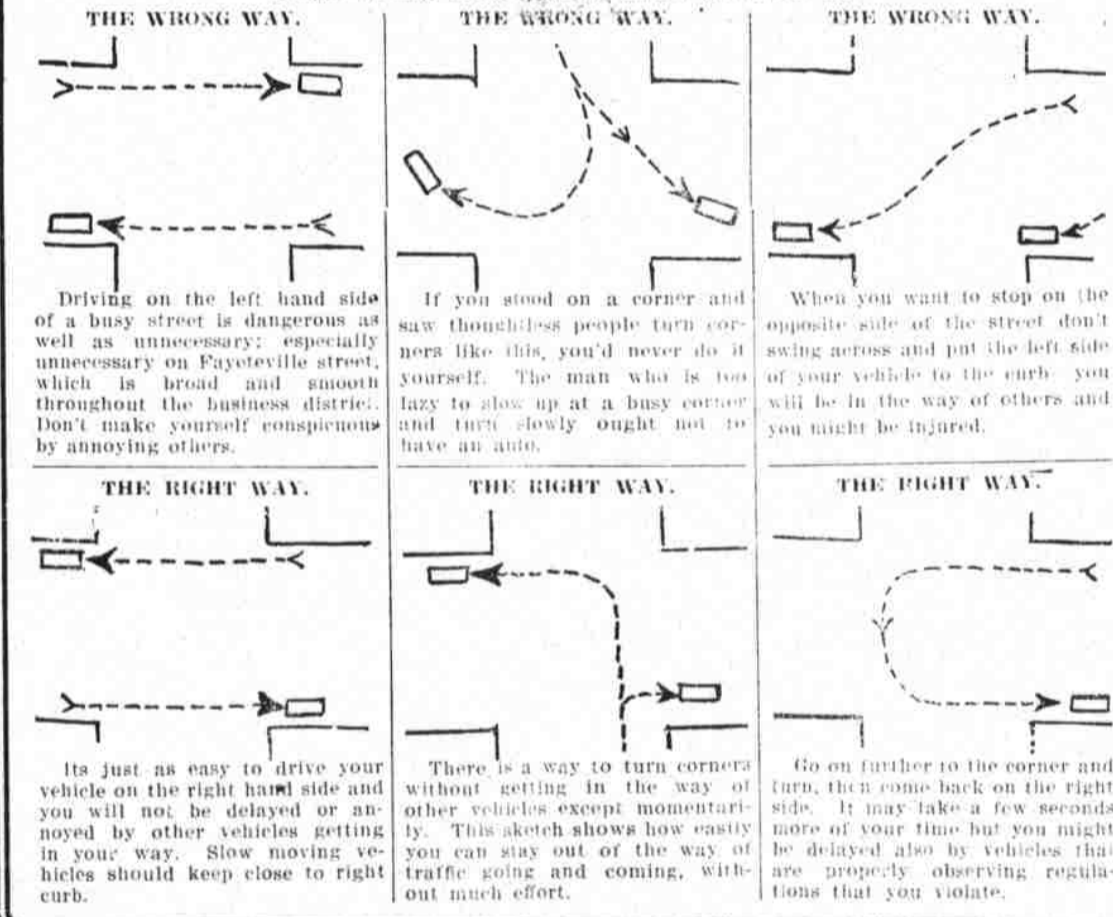 THE WRONG WAY.
Driving on the left hand side
of a busy street is dangerous as
well as unnecessary; especially
unnecessary on Fayeteville street,
which is broad and smooth
throughout the business district.
Don't make yourself conspicuous
by annoying others.
THE WRONG WAY.
If you stood on a corner and
saw thoughtless people turn cor-
ners like this, you'd never do it
yourself. The man who is too
lazy to slow up at a busy corner
and turn slowly ought not to
have an auto.
THE WRONG WAY.
When you want to stop on the
opposite side of the street don't
swing across and put the left side
of your vehicle to the curb you
will be in the way of others and
you might be injured.
THE RIGHT WAY.
Its just as easy to drive your
vehicle on the right hand side and
you will not be delayed or an-
noyed by other vehicles getting
in your way. Slow moving ve-
hicles should keep close to right
curb.
THE RIGHT WAY.
There is a way to turn corners
without getting in the way of
other vehicles except momentari-
ly. This sketch shows how easily
you can stay out of the way of
traffic going and coming, with-
out much effort.
THE RIGHT WAY.
Go on further to the corner and
turn, then come back on the right
side. It may take a few seconds
more of your time but you might
be delayed also by vehicles that
are properly observing regula-
tions that you violate.